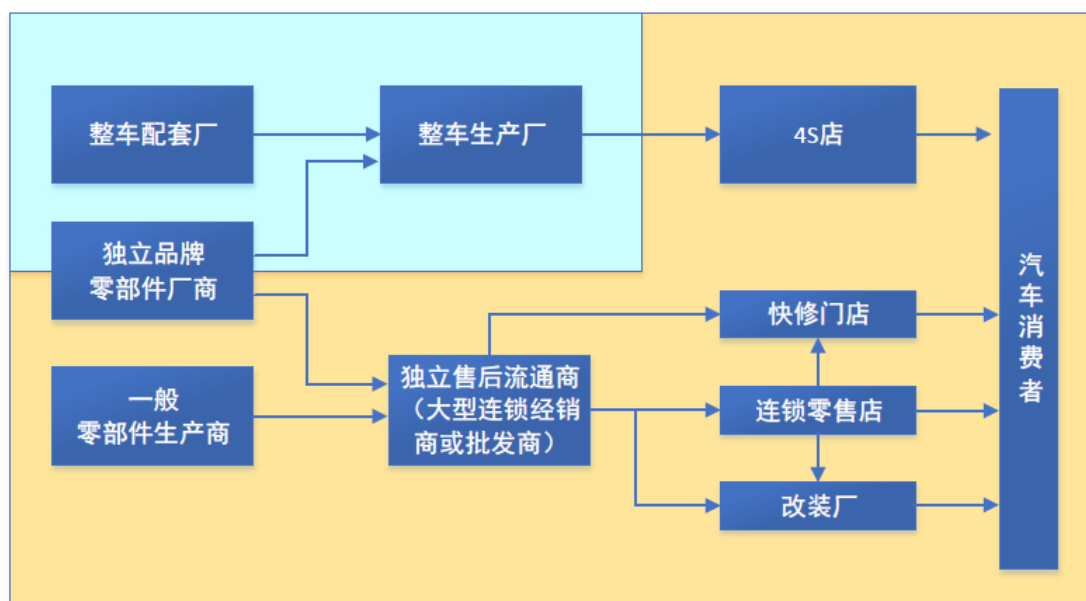 整车配套厂
整车生产厂
4S店
独立品牌
零部件厂商
快修门店
一般
零部件生产商
独立售后流通商
（大型连锁经销
商或批发商）
连锁零售店
改装厂
汽车消费者